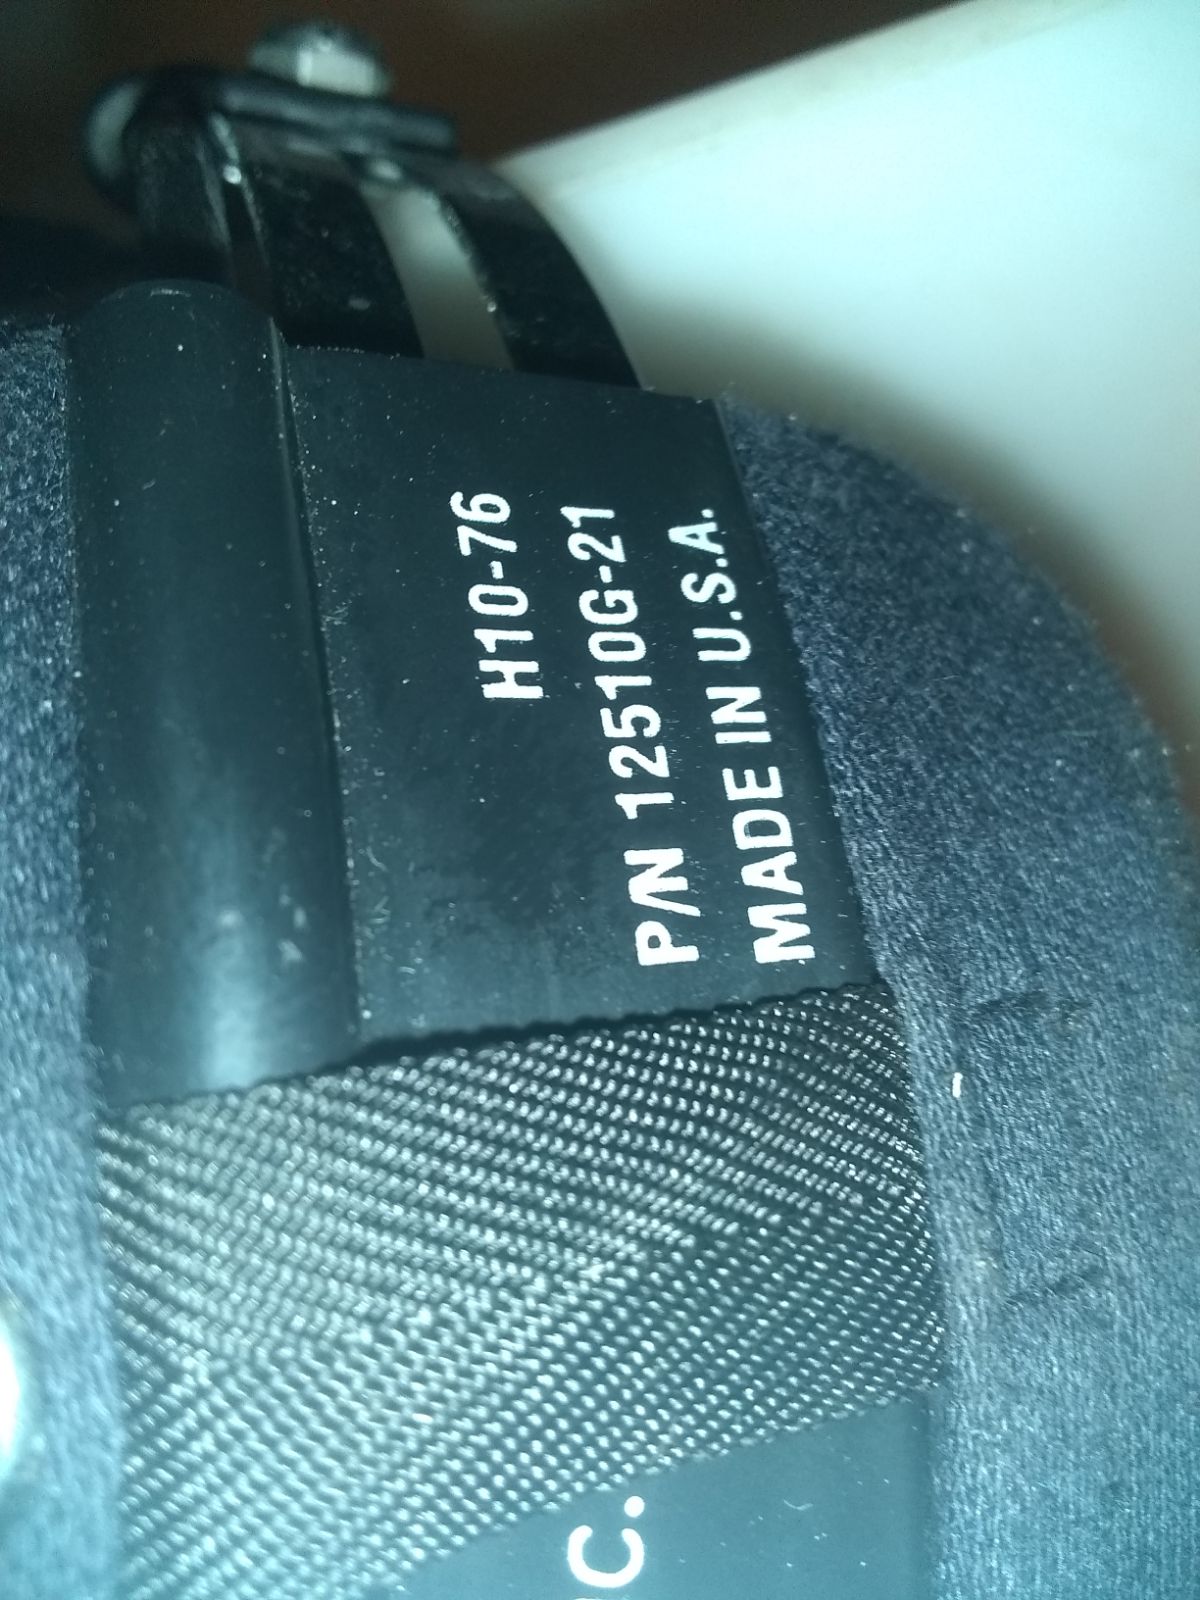 H10-76
P/N 12510G-21
MADE IN U.S.A.
C.